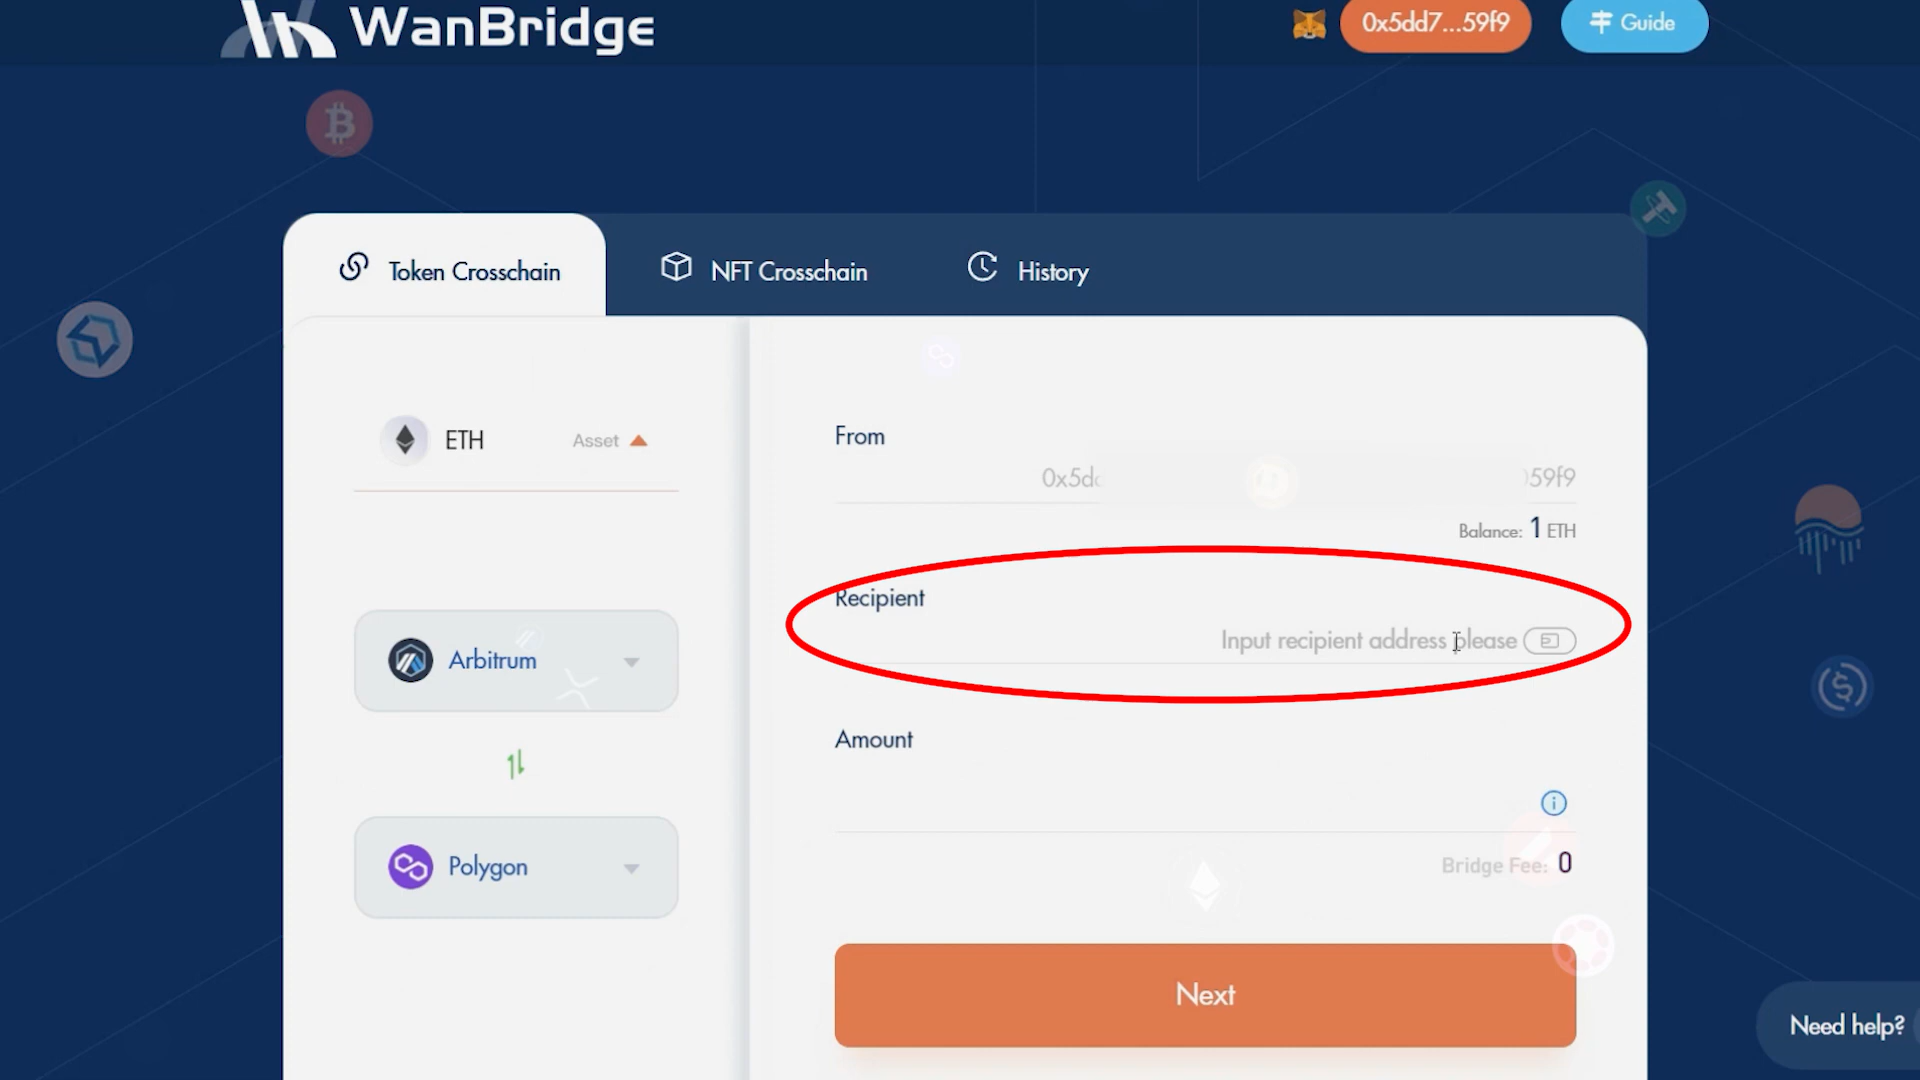 WanBridge
0x5dd7...59f9
Guide
Token Crosschain
NFT Crosschain
History
ETH
Asset
From
0x5d
59f9
Balance: 1 ETH
Recipient
Input recipient address please
Arbitrum
Amount
Polygon
Bridge Fee: 0
Next
Need help?